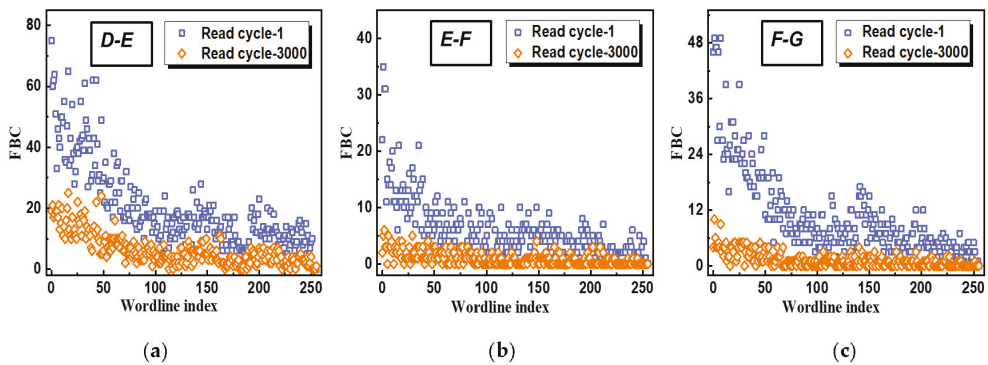 D-E
Read cycle-1
Read cycle-3000
FBC
80
60
40
20
0
0 50 100 150 200 250
Wordline index
(a)
E-F
Read cycle-1
Read cycle-3000
FBC
40
30
20
10
0
0 50 100 150 200 250
Wordline index
(b)
F-G
Read cycle-1
Read cycle-3000
FBC
48
36
24
12
0
0 50 100 150 200 250
Wordline index
(c)